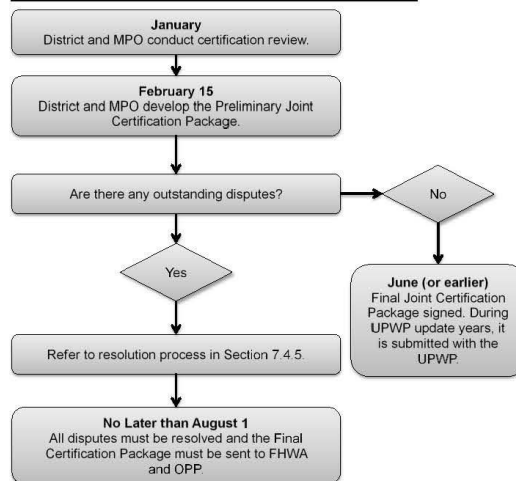 January
District and MPO conduct certification review.
February 15
District and MPO develop the Preliminary Joint
Certification Package.
Are there any outstanding disputes?
No
Yes
June (or earlier)
Final Joint Certification
Package signed. During
UPWP update years, it
is submitted with the
UPWP.
Refer to resolution process in Section 7.4.5.
No Later than August 1
All disputes must be resolved and the Final
Certification Package must be sent to FHWA
and OPP.